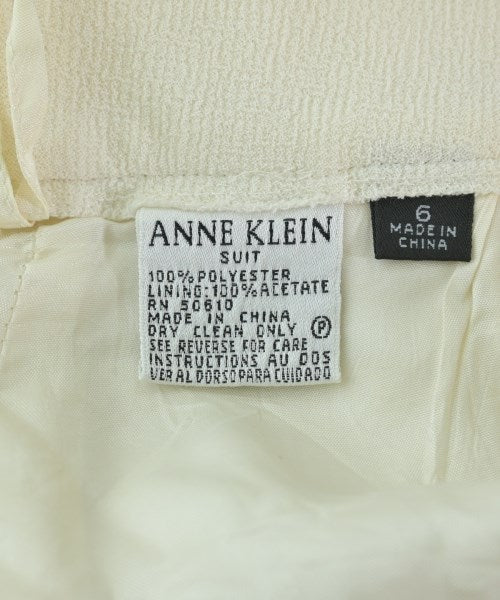 ANNE KLEIN
SUIT
100% POLYESTER
LINING: 100% ACETATE
RN 50610
MADE IN CHINA
DRY CLEAN ONLY Ⓟ
SEE REVERSE FOR CARE
INSTRUCTIONS AU DOS
VER AL DORSO PARA CUIDADO
6
MADE IN
CHINA